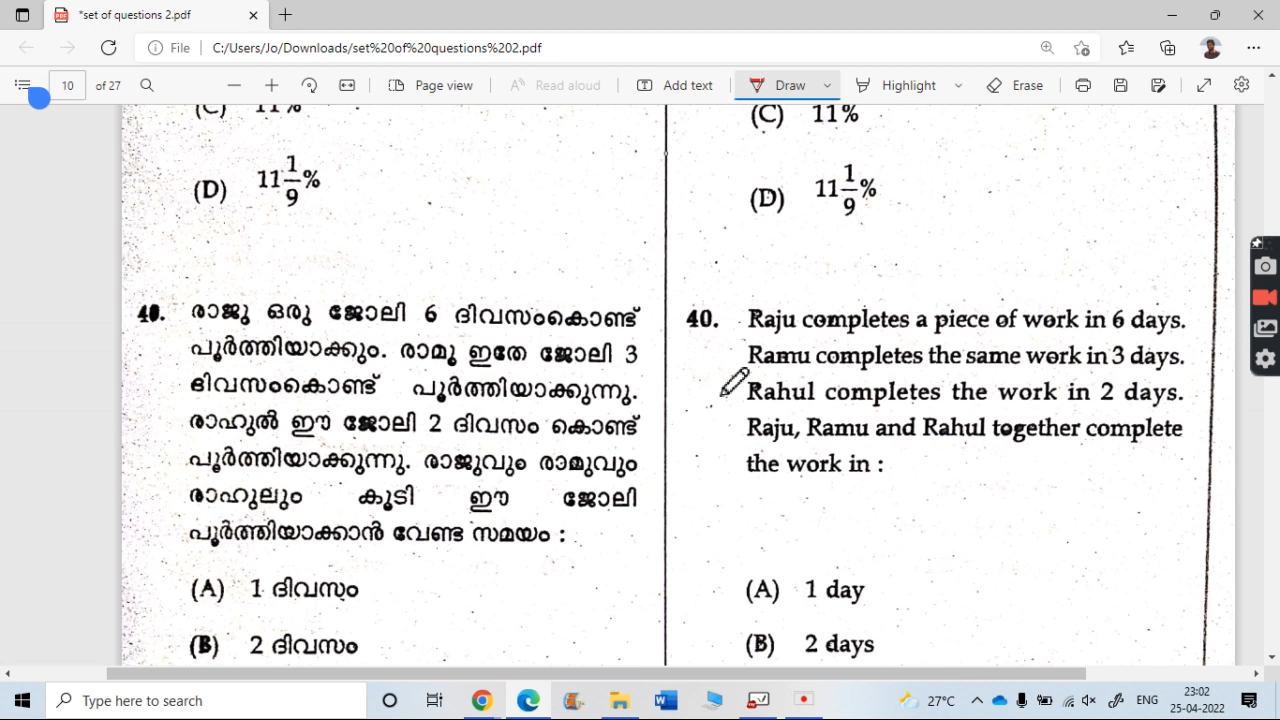 *set of questions 2.pdf
File
C:/Users/Jo/Downloads/set%20of%20questions%202.pdf
10 of 27
Page view
Read aloud
Add text
Draw
Highlight
Erase
(C) 11%
(D) 11 1/9 %
40. രാജൂ ഒരു ജോലി 6 ദിവസംകൊണ്ട്
പൂർത്തിയാക്കും. രാമൂ ഇതേ ജോലി 3
ദിവസംകൊണ്ട് പൂർത്തിയാക്കുന്നു.
രാഹുൽ ഈ ജോലി 2 ദിവസം കൊണ്ട്
പൂർത്തിയാക്കുന്നു. രാജുവും രാമുവും
രാഹുലും കൂടി ഈ ജോലി
പൂർത്തിയാക്കാൻ വേണ്ട സമയം :
(A) 1 ദിവസം
(B) 2 ദിവസം
(C) 11%
(D) 11 1/9 %
40. Raju completes a piece of work in 6 days.
Ramu completes the same work in 3 days.
Rahul completes the work in 2 days.
Raju, Ramu and Rahul together complete
the work in :
(A) 1 day
(B) 2 days
Type here to search
27°C
ENG
23:02
25-04-2022